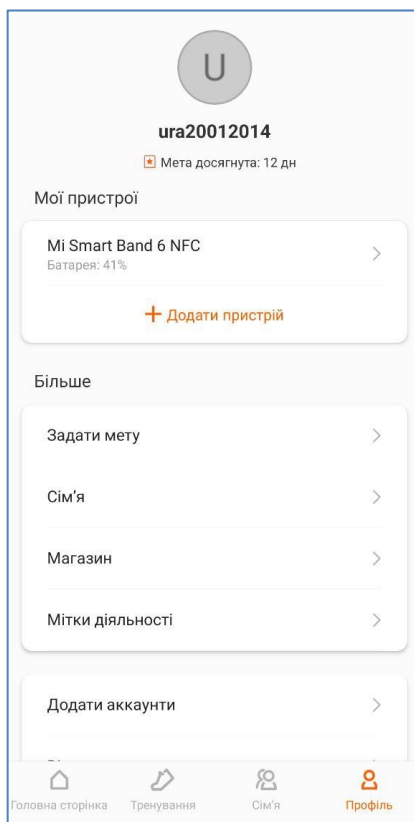 U
ura20012014
Мета досягнута: 12 дн
Мої пристрої
Mi Smart Band 6 NFC
Батарея: 41%
+ Додати пристрій
Більше
Задати мету
Сім'я
Магазин
Мітки діяльності
Додати аккаунти
Головна сторінка Тренування Сім'я Профіль